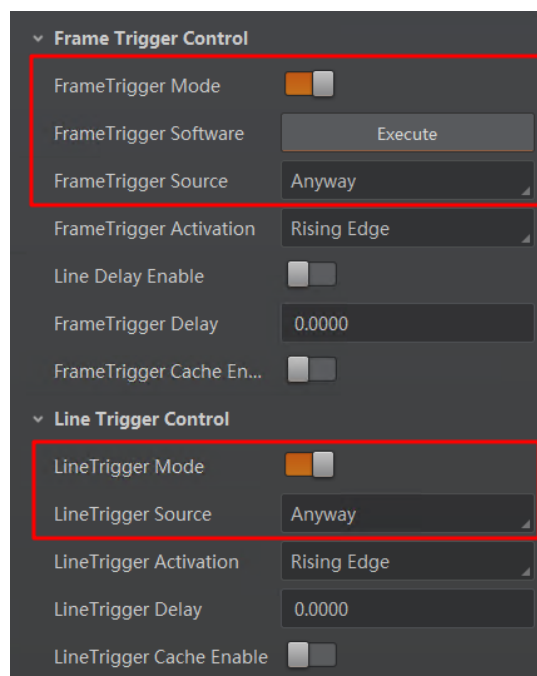 Frame Trigger Control
FrameTrigger Mode
FrameTrigger Software Execute
FrameTrigger Source Anyway
FrameTrigger Activation Rising Edge
Line Delay Enable
FrameTrigger Delay 0.0000
FrameTrigger Cache En...
Line Trigger Control
LineTrigger Mode
LineTrigger Source Anyway
LineTrigger Activation Rising Edge
LineTrigger Delay 0.0000
LineTrigger Cache Enable